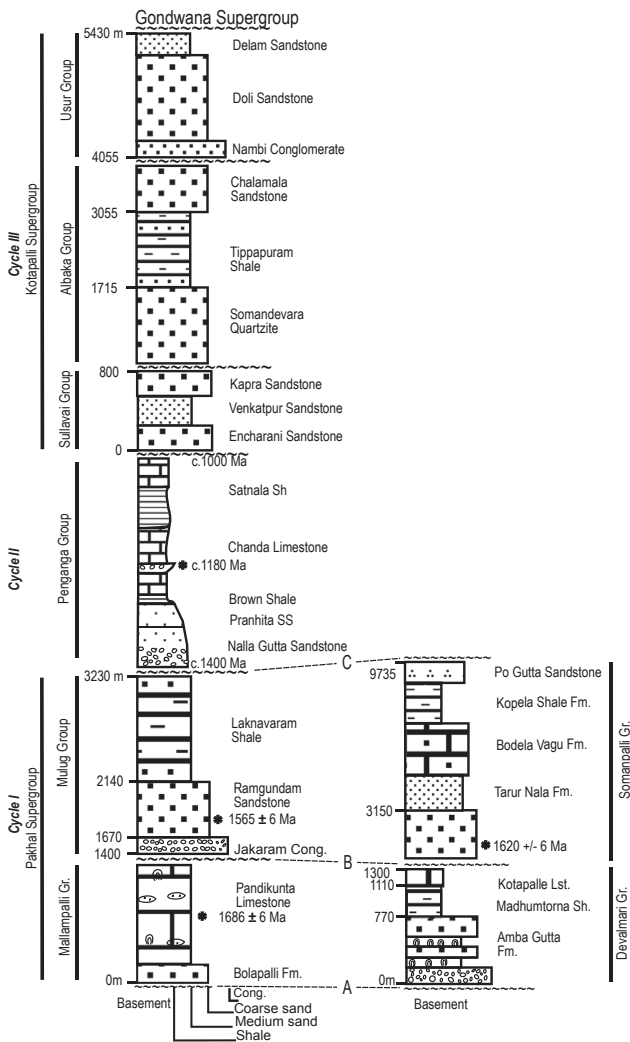 Gondwana Supergroup
5430 m
Delam Sandstone
Usur Group
Doli Sandstone
Nambi Conglomerate
4055
Chalamala
Sandstone
3055
Cycle III
Kotapalli Supergroup
Albaka Group
Tippapuram
Shale
1715
Somandevara
Quartzite
800
Kapra Sandstone
Sullavai Group
Venkatpur Sandstone
Encharani Sandstone
0
c.1000 Ma
Satnala Sh
Cycle II
Penganga Group
Chanda Limestone
c.1180 Ma
Brown Shale
Pranhita SS
Nalla Gutta Sandstone
c.1400 Ma
C
3230 m
9735
Po Gutta Sandstone
Kopela Shale Fm.
Mulug Group
Laknavaram
Shale
Bodela Vagu Fm.
Somanpalli Gr.
2140
Ramgundam
Sandstone
1565 ± 6 Ma
Tarur Nala Fm.
3150
Cycle I
Pakhal Supergroup
1670
Jakaram Cong.
1400
1620 +/- 6 Ma
B
1300
1110
Kotapalle Lst.
Mallampalli Gr.
Pandikunta
Limestone
1686 ± 6 Ma
Madhumtorna Sh.
770
Amba Gutta
Fm.
Devalmari Gr.
0m
Bolapalli Fm.
0m
A
Basement
Cong.
Coarse sand
Medium sand
Shale
Basement